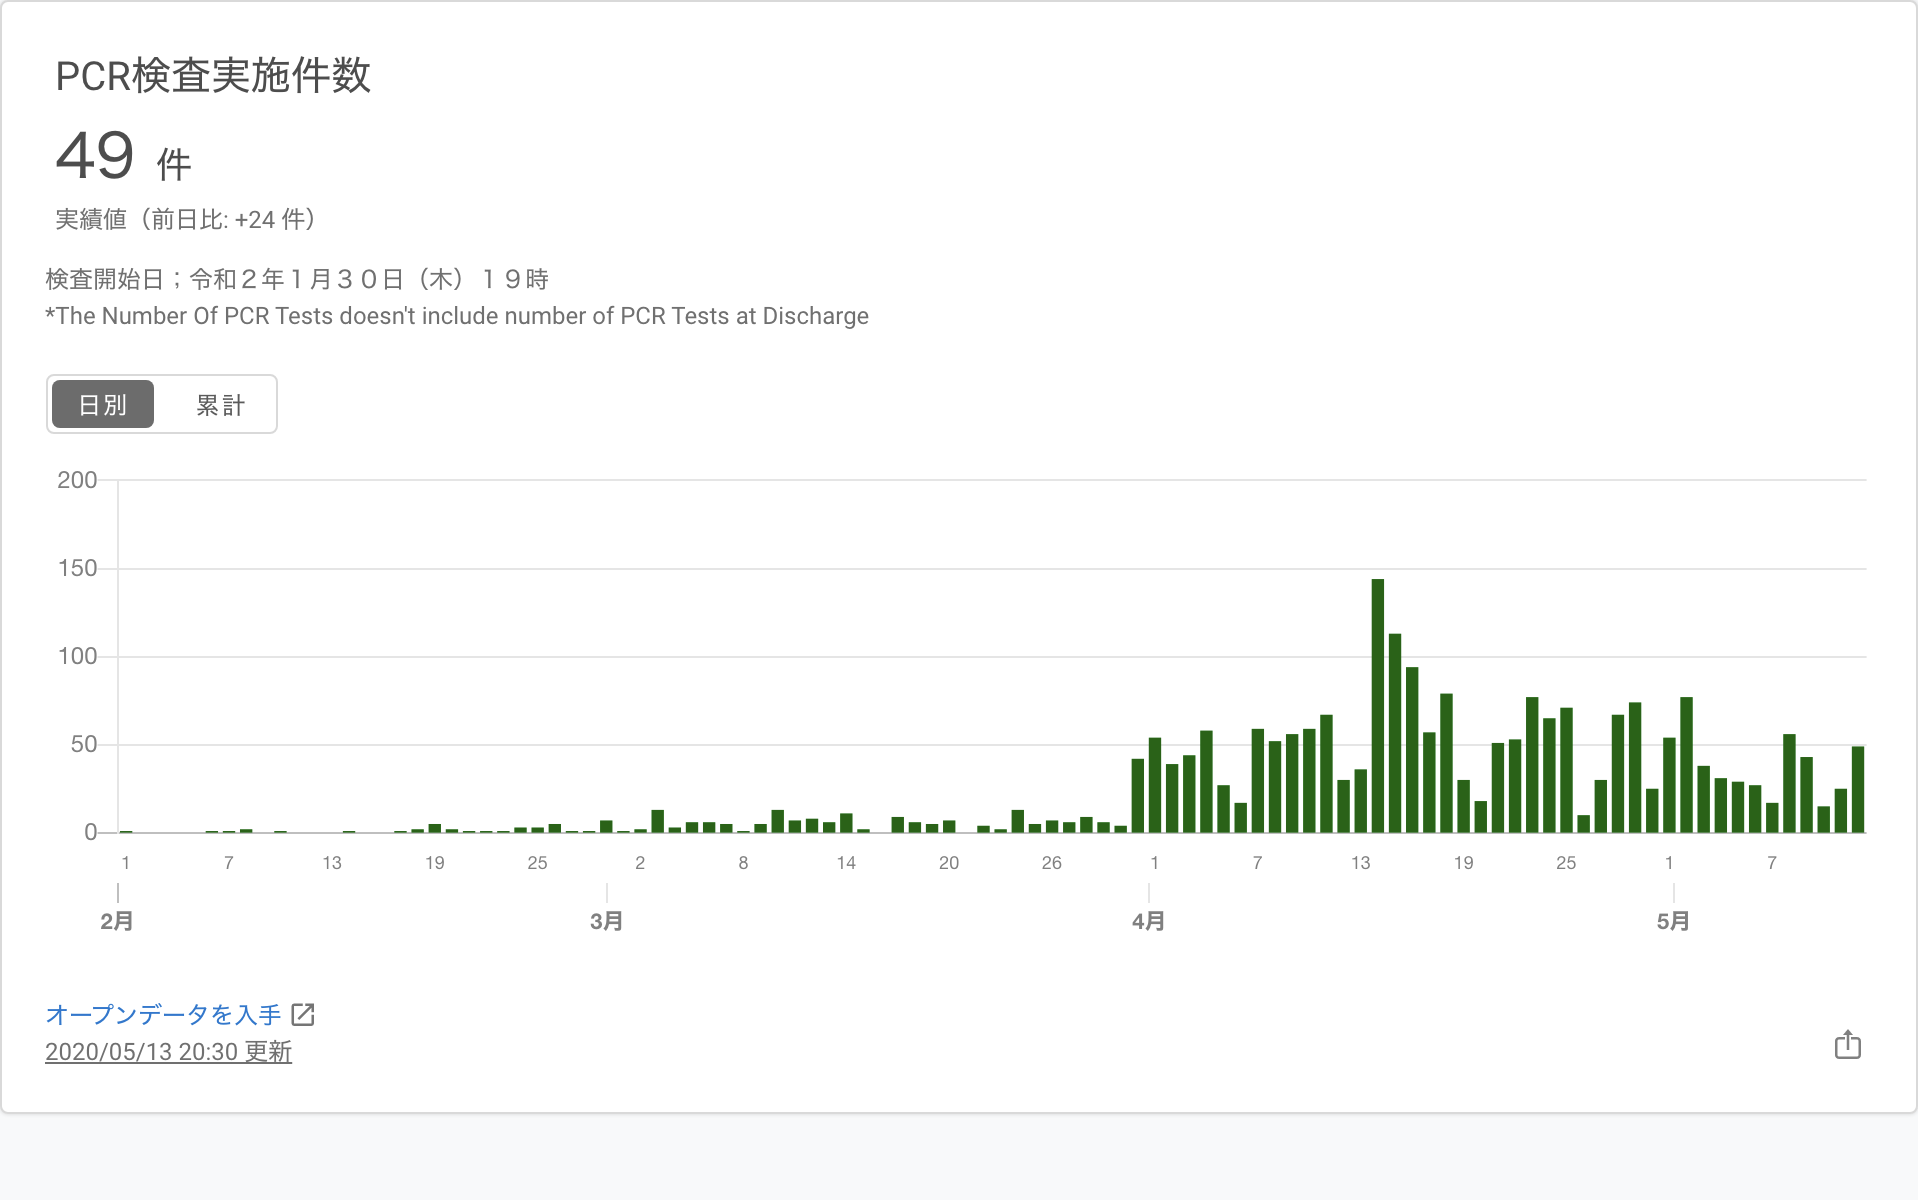 PCR検査実施件数
49 件
実績値（前日比: +24 件）
検査開始日；令和２年１月３０日（木）１９時
*The Number Of PCR Tests doesn't include number of PCR Tests at Discharge
日別 累計
200
150
100
50
0
1 7 13 19 25 2 8 14 20 26 1 7 13 19 25 1 7
2月 3月 4月 5月
オープンデータを入手
2020/05/13 20:30 更新